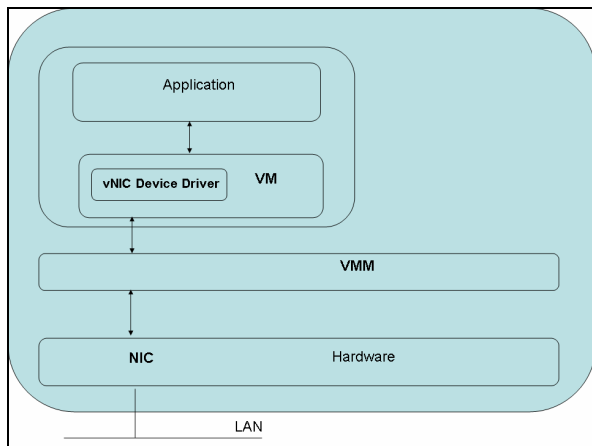 Application
vNIC Device Driver
VM
VMM
NIC
Hardware
LAN